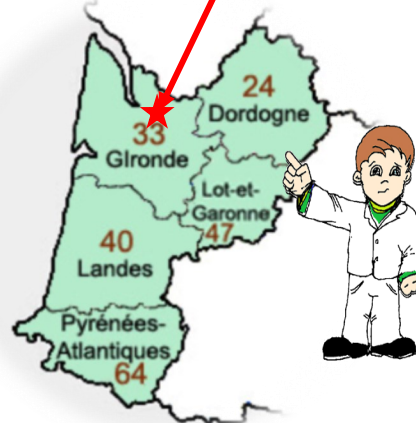 24
Dordogne
33
GIronde
Lot-et-
Garonne
47
40
Landes
Pyrénées-
Atlantiques
64